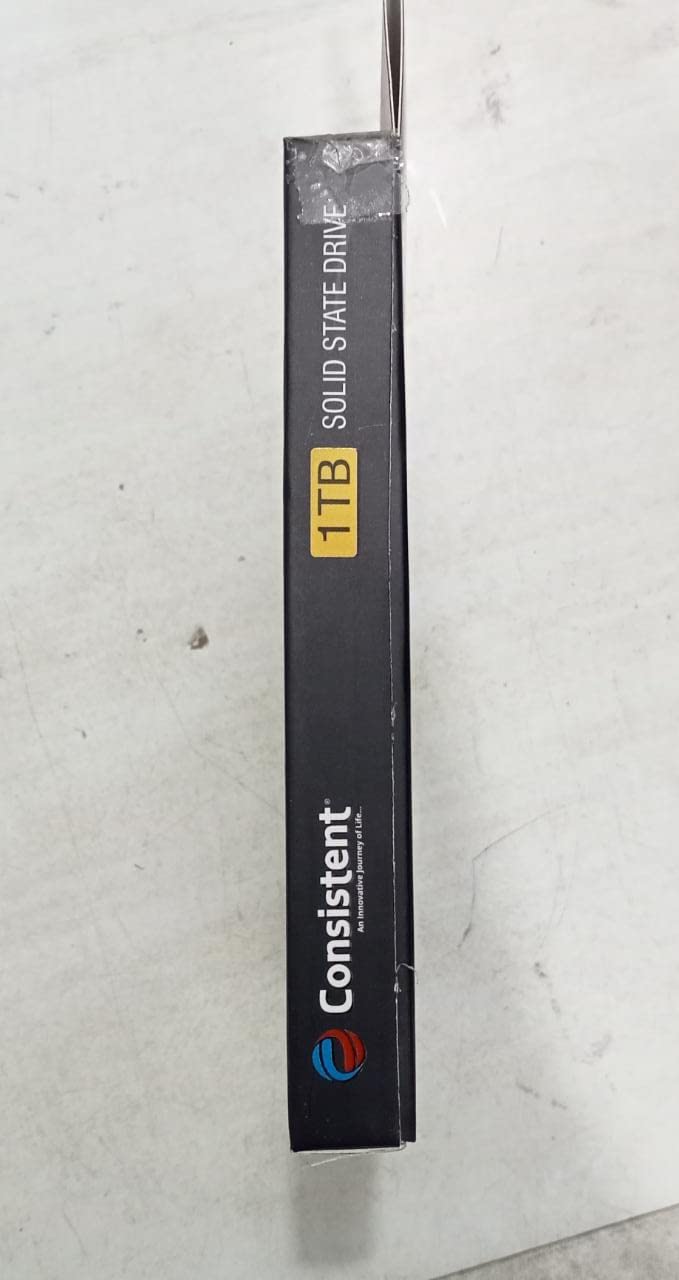 Consistent®
An Innovative Journey of Life...
1TB
SOLID STATE DRIVE